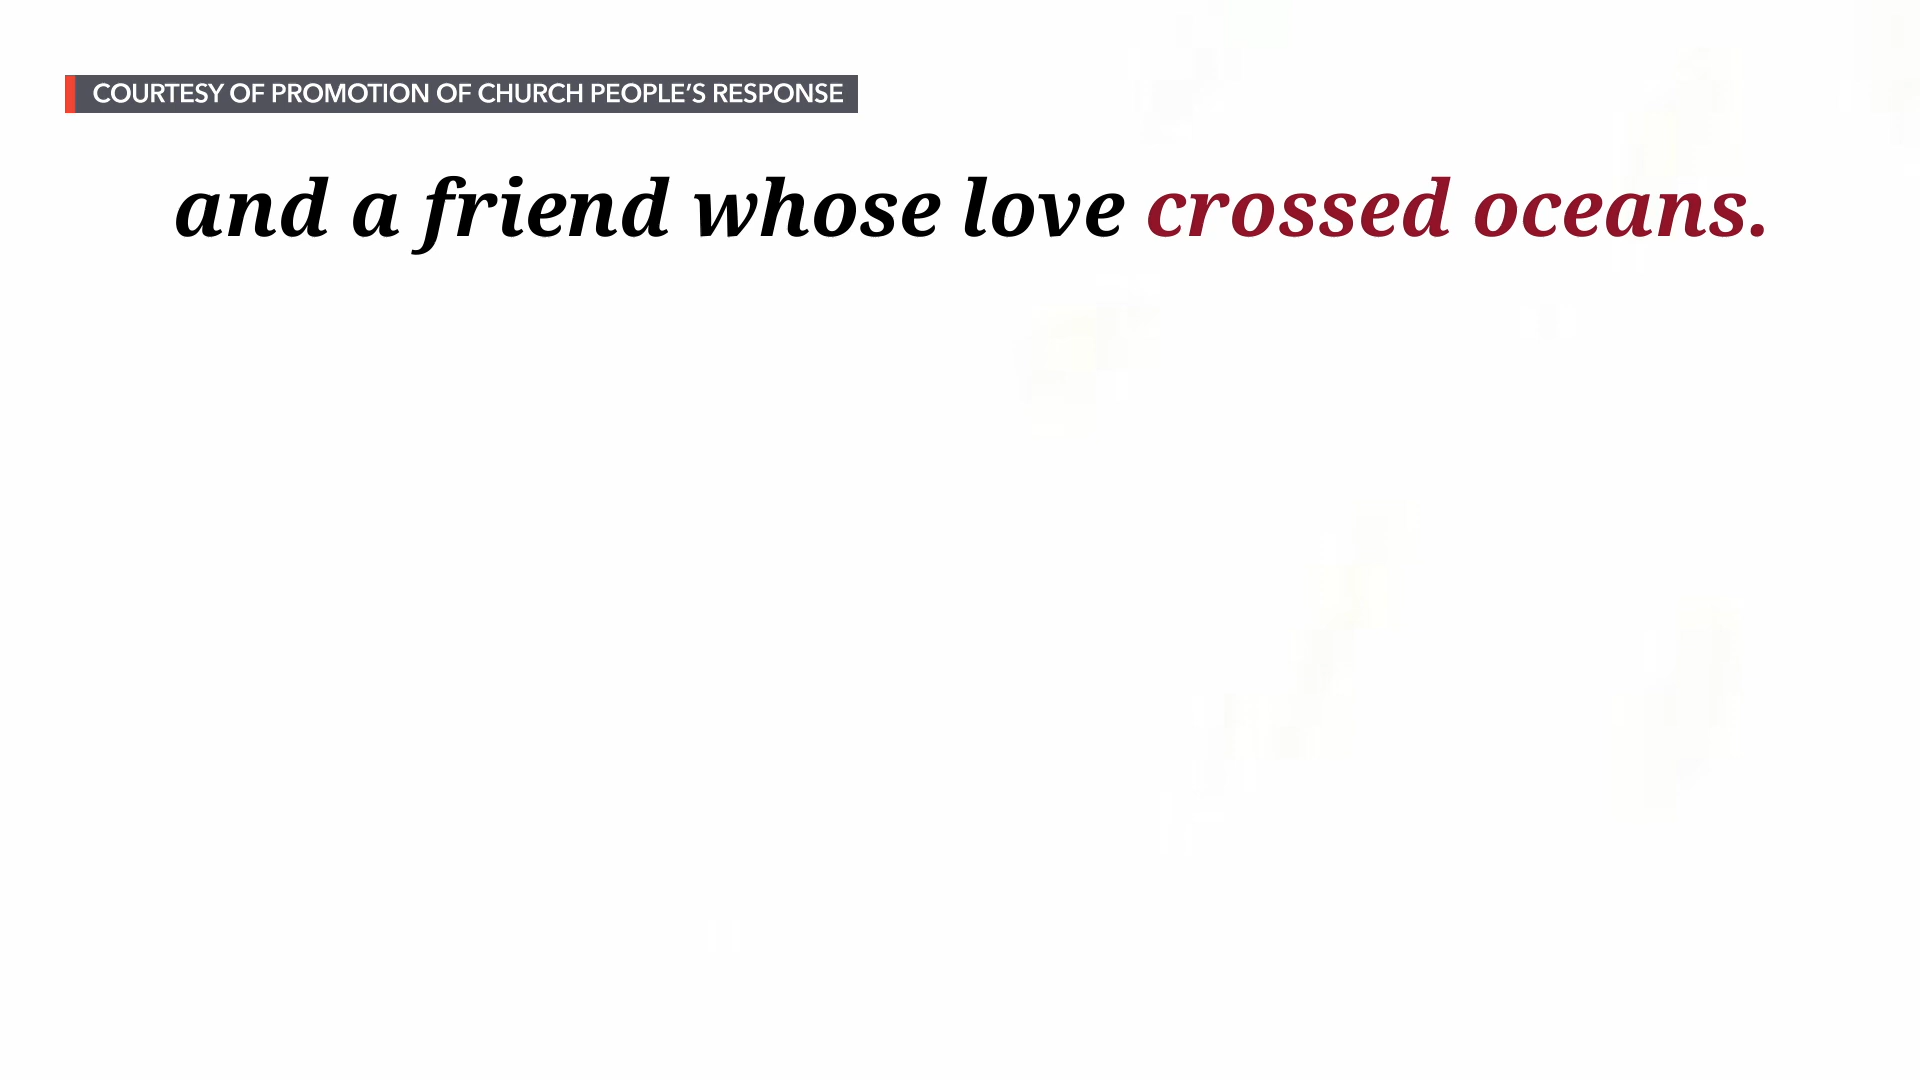 COURTESY OF PROMOTION OF CHURCH PEOPLE’S RESPONSE
and a friend whose love crossed oceans.